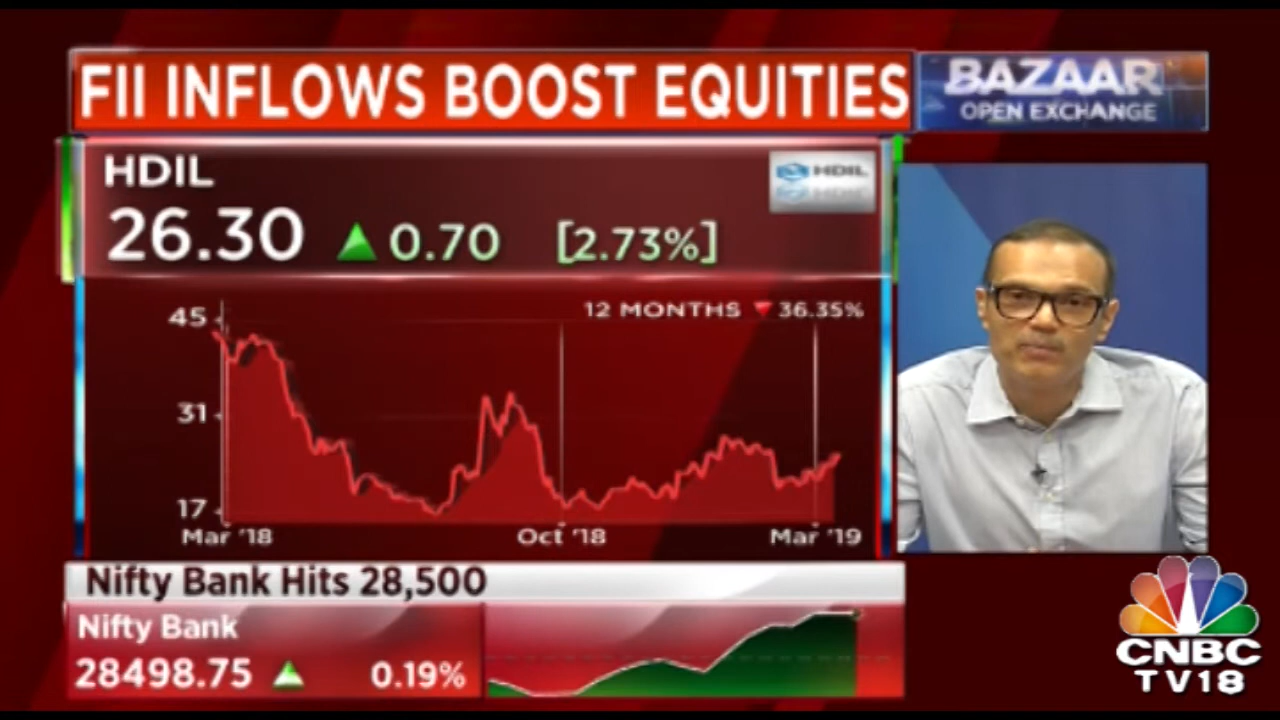 FII INFLOWS BOOST EQUITIES
BAZAAR
OPEN EXCHANGE
HDIL
HDIL
26.30 ▲ 0.70 [2.73%]
12 MONTHS ▼ 36.35%
45
31
17
Mar '18 Oct '18 Mar '19
Nifty Bank Hits 28,500
Nifty Bank
28498.75 ▲ 0.19%
CNBC
TV18